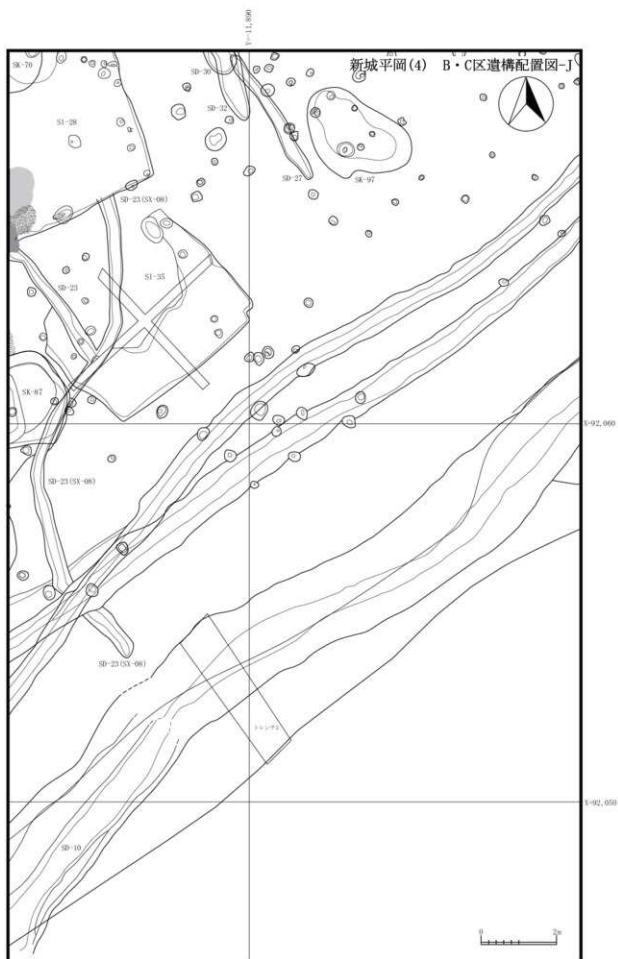 Y=-11,890
新城平岡(4) B・C区遺構配置図-J
SK-70
SD-30
SD-32
SI-28
SD-27
SK-97
SD-23(SX-08)
SI-35
SD-23
SK-87
X=92,060
SD-23(SX-08)
SD-23(SX-08)
トレンチ2
X=92,050
SD-10
0
2m